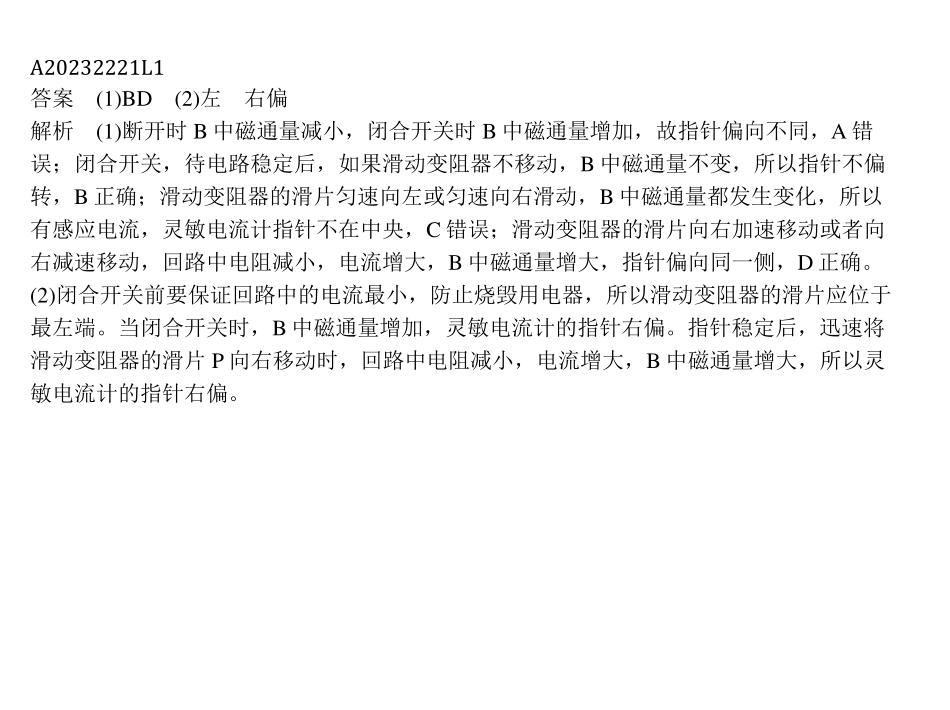 A20232221L1
答案　(1)BD　(2)左　右偏
解析　(1)断开时 B 中磁通量减小，闭合开关时 B 中磁通量增加，故指针偏向不同，A 错
误；闭合开关，待电路稳定后，如果滑动变阻器不移动，B 中磁通量不变，所以指针不偏
转，B 正确；滑动变阻器的滑片匀速向左或匀速向右滑动，B 中磁通量都发生变化，所以
有感应电流，灵敏电流计指针不在中央，C 错误；滑动变阻器的滑片向右加速移动或者向
右减速移动，回路中电阻减小，电流增大，B 中磁通量增大，指针偏向同一侧，D 正确。
(2)闭合开关前要保证回路中的电流最小，防止烧毁用电器，所以滑动变阻器的滑片应位于
最左端。当闭合开关时，B 中磁通量增加，灵敏电流计的指针右偏。指针稳定后，迅速将
滑动变阻器的滑片 P 向右移动时，回路中电阻减小，电流增大，B 中磁通量增大，所以灵
敏电流计的指针右偏。